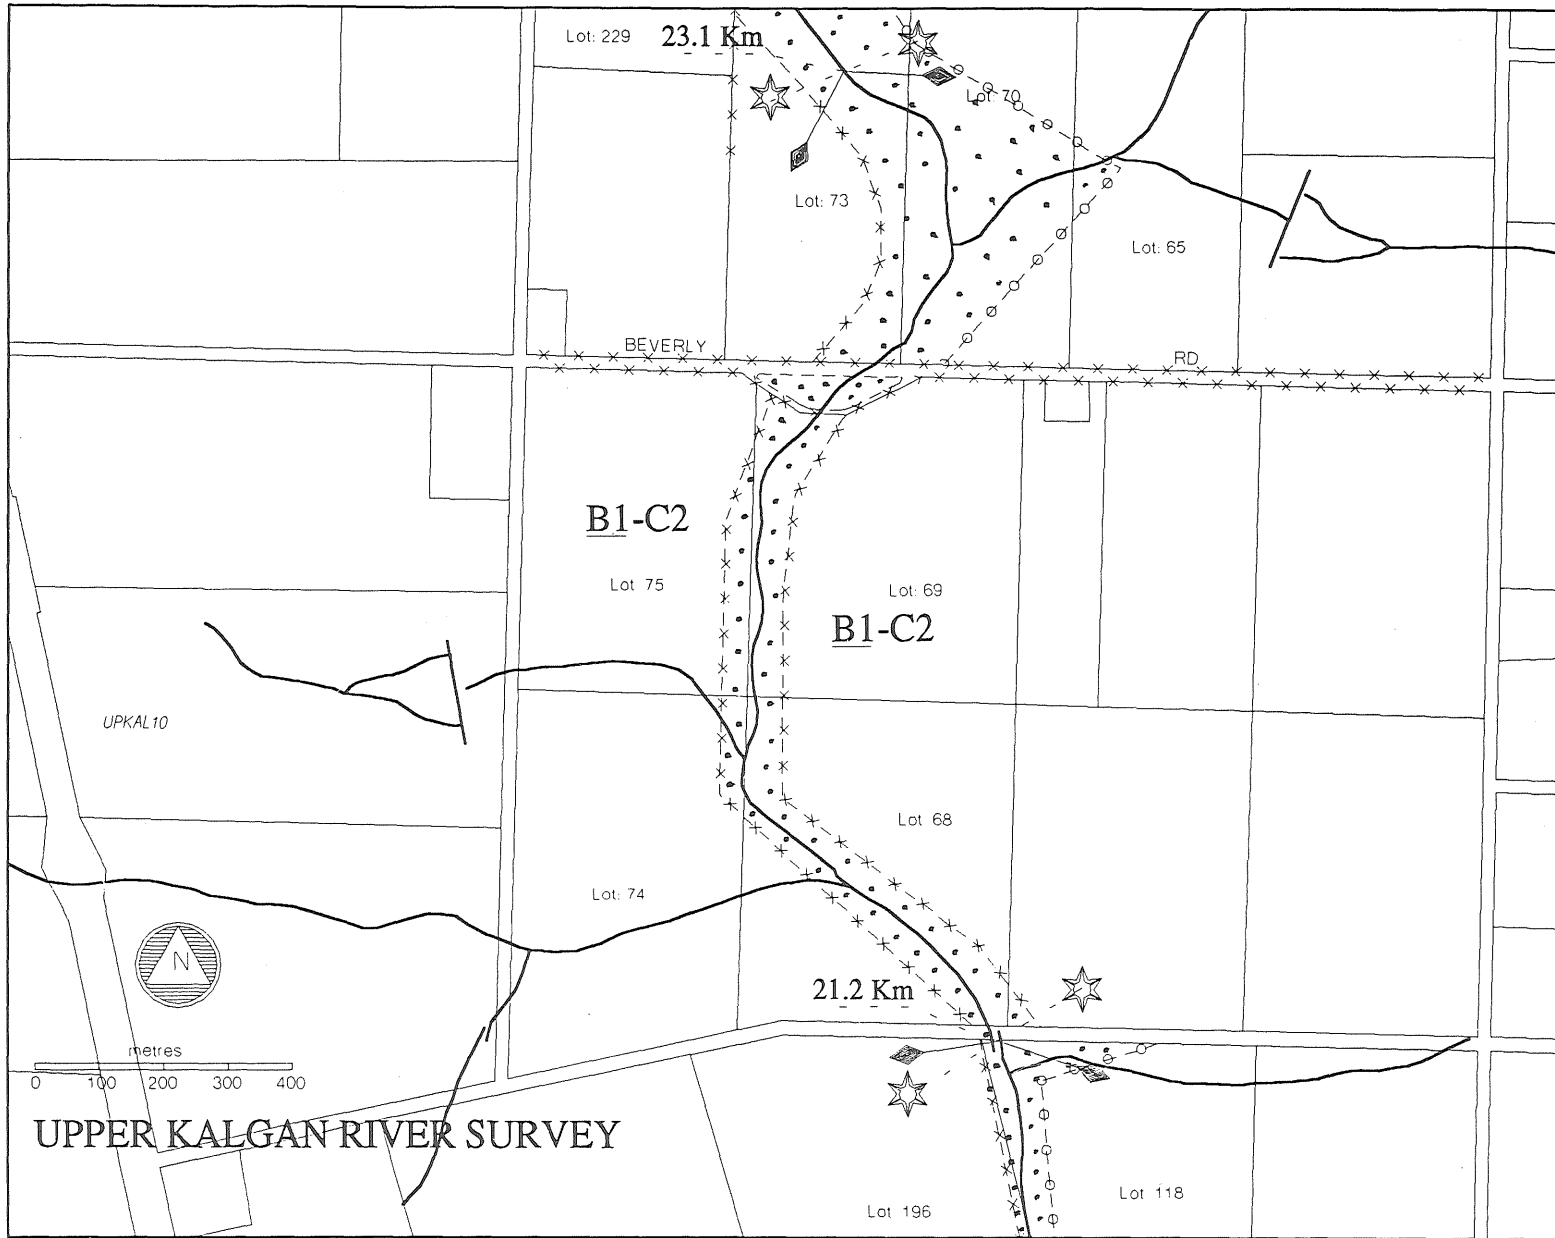 Lot: 229
23.1 Km
Lot: 70
Lot: 73
Lot: 65
BEVERLY RD
B1-C2
Lot 75
Lot: 69
B1-C2
UPKAL10
Lot 68
Lot: 74
N
21.2 Km
metres
0 100 200 300 400
UPPER KALGAN RIVER SURVEY
Lot 118
Lot 196